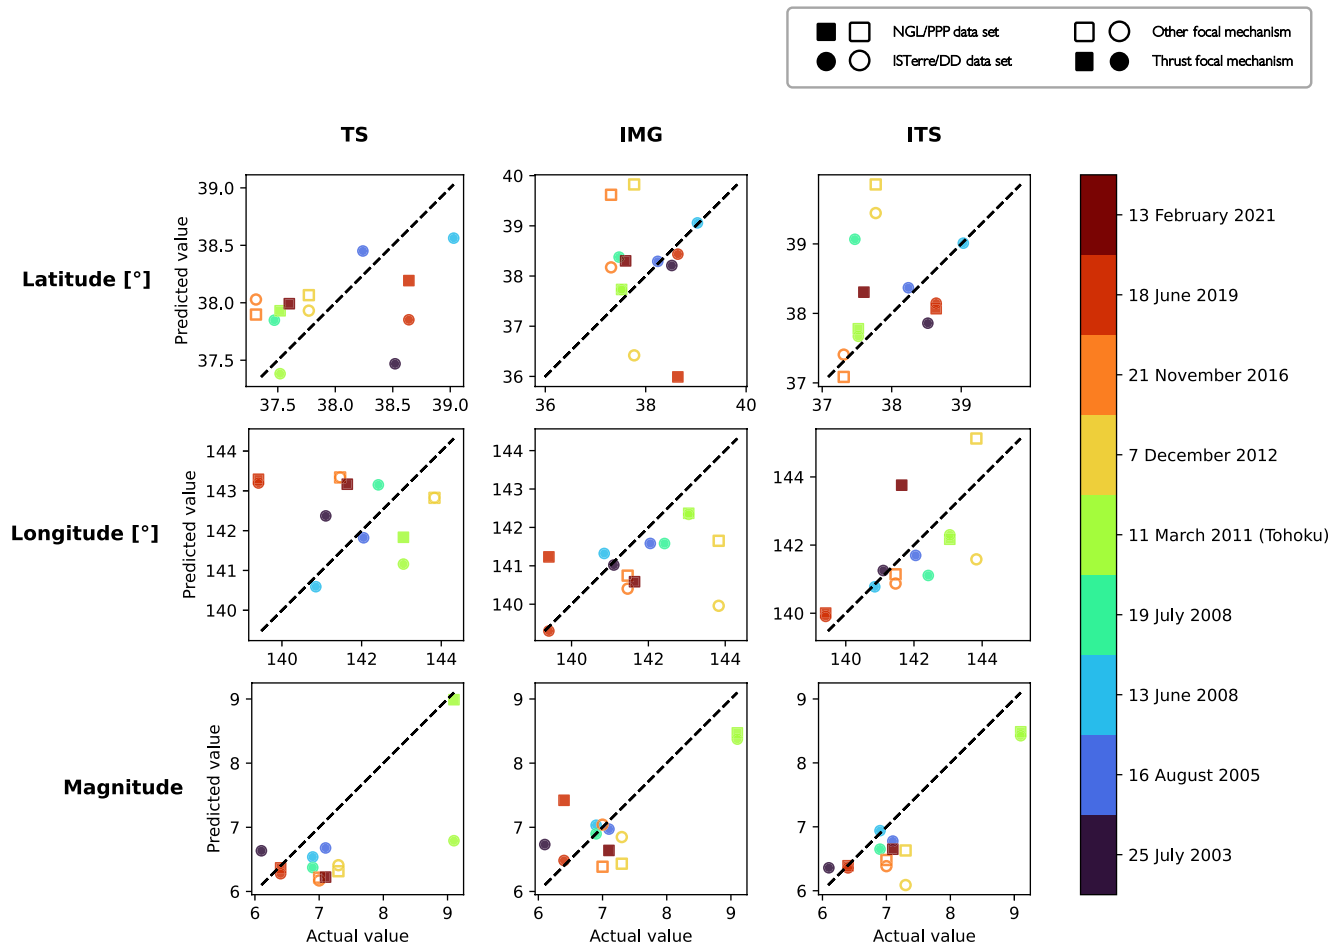 NGL/PPP data set
Other focal mechanism
ISTerre/DD data set
Thrust focal mechanism
TS
IMG
ITS
Latitude [°]
Predicted value
39.0
38.5
38.0
37.5
37.5
38.0
38.5
39.0
40
39
38
37
36
36
38
40
39
38
37
37
38
39
Longitude [°]
Predicted value
144
143
142
141
140
140
141
142
143
144
144
143
142
141
140
140
142
144
144
142
140
140
142
144
Magnitude
Predicted value
9
8
7
6
6
7
8
9
Actual value
9
8
7
6
6
7
8
9
Actual value
9
8
7
6
6
7
8
9
Actual value
13 February 2021
18 June 2019
21 November 2016
7 December 2012
11 March 2011 (Tohoku)
19 July 2008
13 June 2008
16 August 2005
25 July 2003